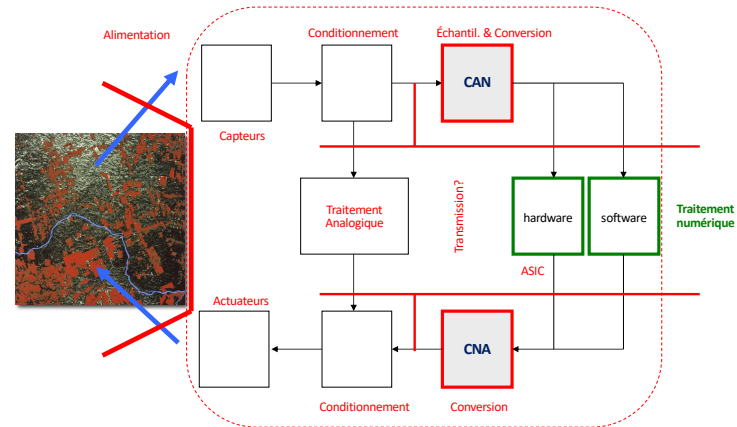 Alimentation
Conditionnement
Échantil. & Conversion
CAN
Capteurs
Traitement
Analogique
Transmission?
hardware
software
Traitement
numérique
ASIC
Actuateurs
CNA
Conditionnement
Conversion